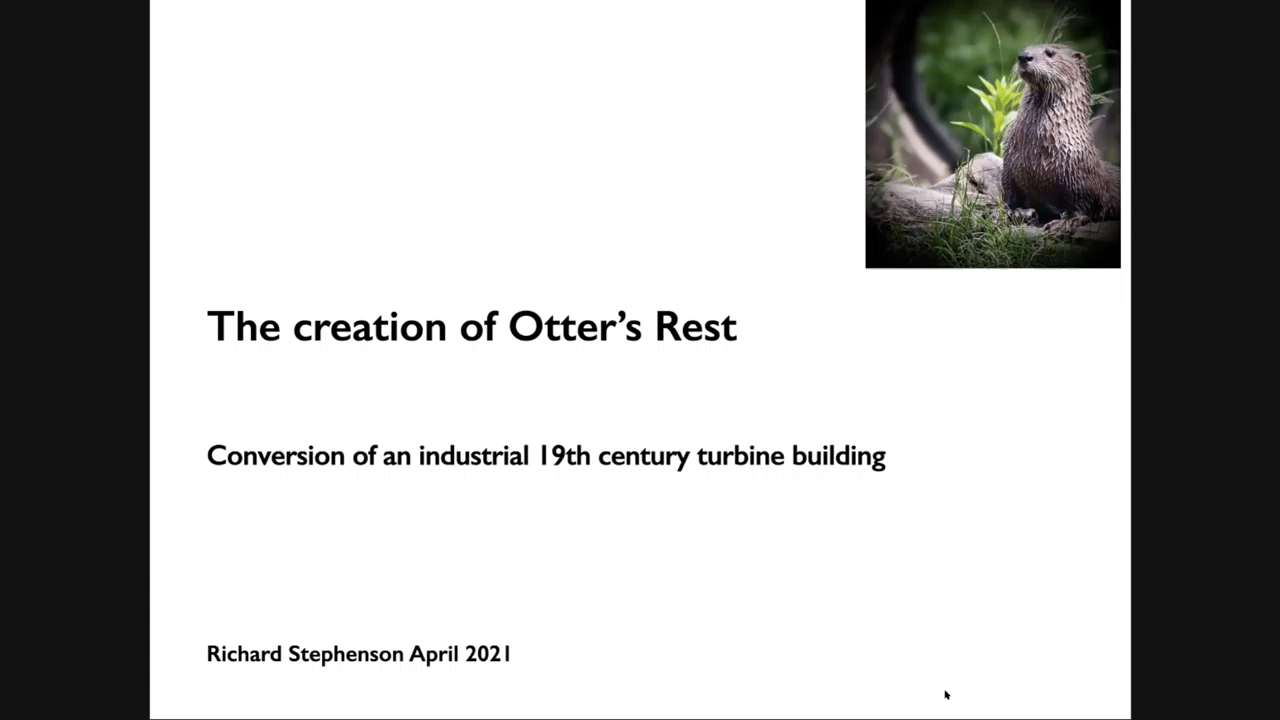 The creation of Otter’s Rest
Conversion of an industrial 19th century turbine building
Richard Stephenson April 2021